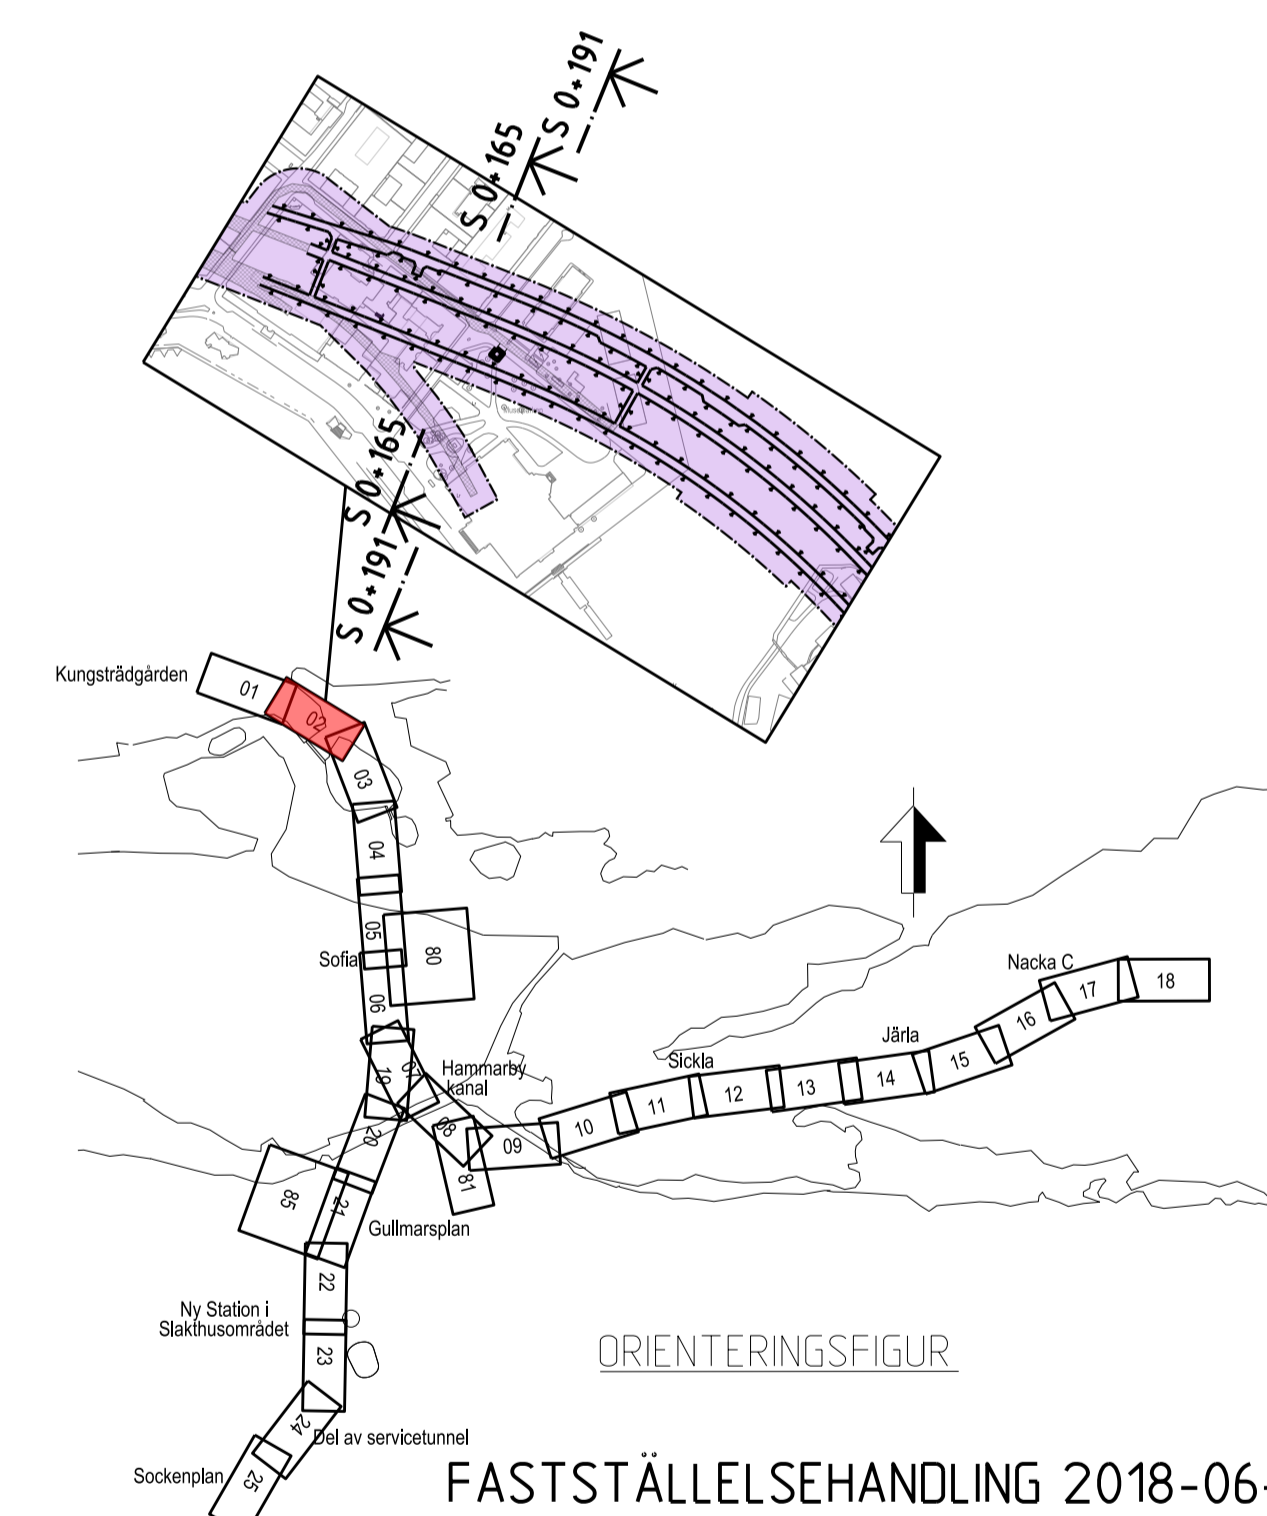 S 0+191
S 0+165
S 0+165
S 0+191
Kungsträdgården
01
02
03
04
05
Sofia
80
06
Nacka C
18
17
16
Järla
15
14
13
Sickla
12
11
10
09
Hammarby
kanal
07
19
08
20
81
85
21
Gullmarsplan
22
Ny Station i
Slakthusområdet
23
24
Del av servicetunnel
Sockenplan
25
ORIENTERINGSFIGUR
FASTSTÄLLELSEHANDLING 2018-06-